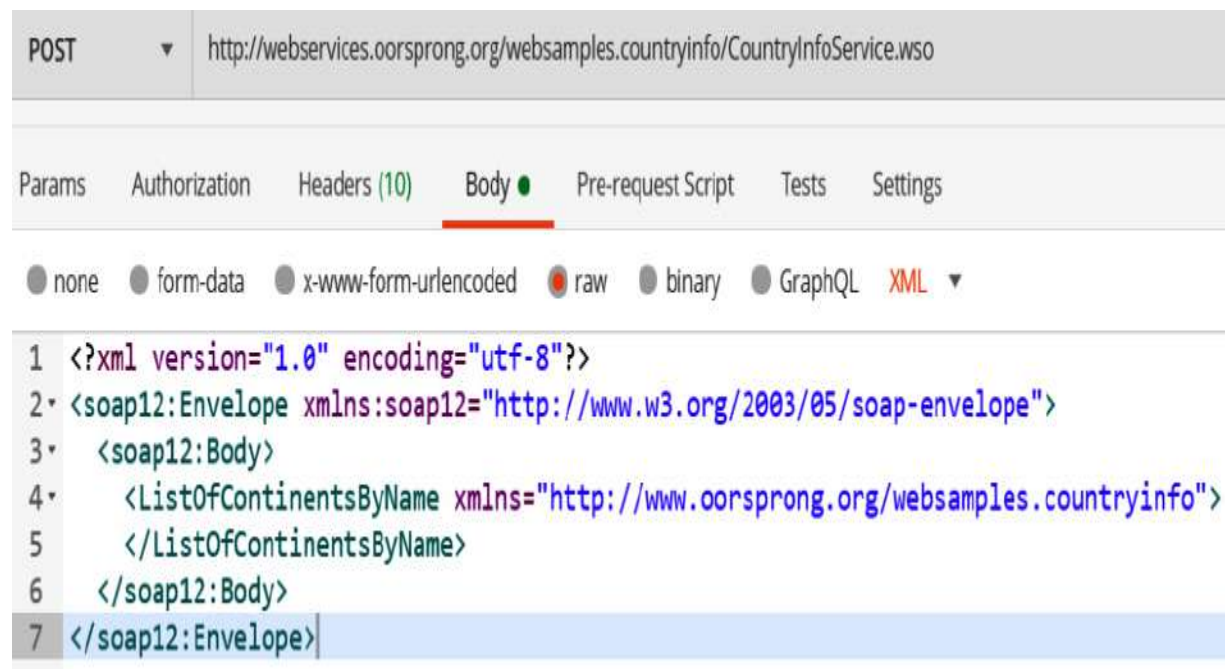 POST ▼ http://webservices.oorsprong.org/websamples.countryinfo/CountryInfoService.wso
Params Authorization Headers (10) Body ● Pre-request Script Tests Settings
none form-data x-www-form-urlencoded raw binary GraphQL XML ▼
1 <?xml version="1.0" encoding="utf-8"?>
2 <soap12:Envelope xmlns:soap12="http://www.w3.org/2003/05/soap-envelope">
3 <soap12:Body>
4 <ListOfContinentsByName xmlns="http://www.oorsprong.org/websamples.countryinfo">
5 </ListOfContinentsByName>
6 </soap12:Body>
7 </soap12:Envelope>